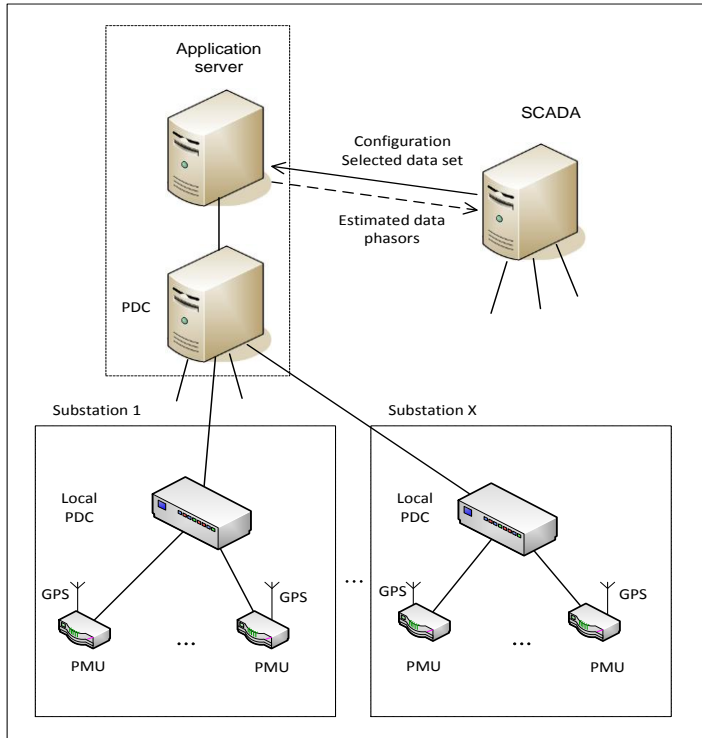 Application
server
SCADA
Configuration
Selected data set
Estimated data
phasors
PDC
Substation 1
Substation X
Local
PDC
Local
PDC
GPS
GPS
GPS
GPS
...
...
...
PMU
PMU
PMU
PMU